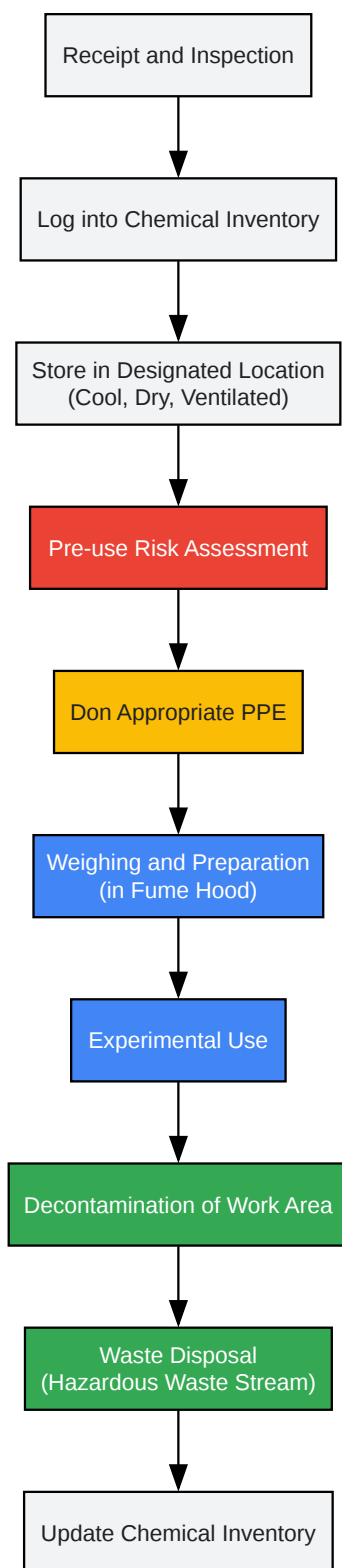 Receipt and Inspection
Log into Chemical Inventory
Store in Designated Location
(Cool, Dry, Ventilated)
Pre-use Risk Assessment
Don Appropriate PPE
Weighing and Preparation
(in Fume Hood)
Experimental Use
Decontamination of Work Area
Waste Disposal
(Hazardous Waste Stream)
Update Chemical Inventory